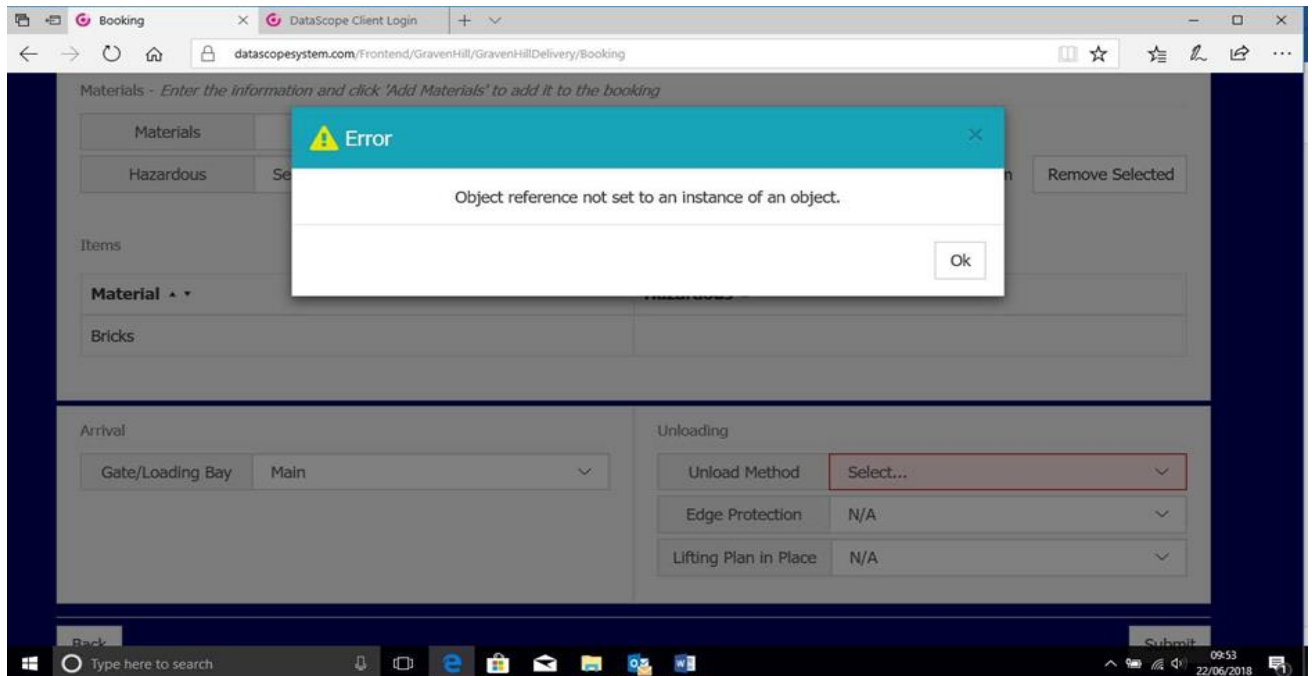 Booking
DataScope Client Login
datascopesystem.com/Frontend/GravenHill/GravenHillDelivery/Booking
Materials - Enter the information and click 'Add Materials' to add it to the booking
Materials
Error
Hazardous
Remove Selected
Object reference not set to an instance of an object.
Items
Ok
Material
Bricks
Arrival
Unloading
Gate/Loading Bay Main
Unload Method Select...
Edge Protection N/A
Lifting Plan in Place N/A
Back
Submit
Type here to search
09:53
22/06/2018